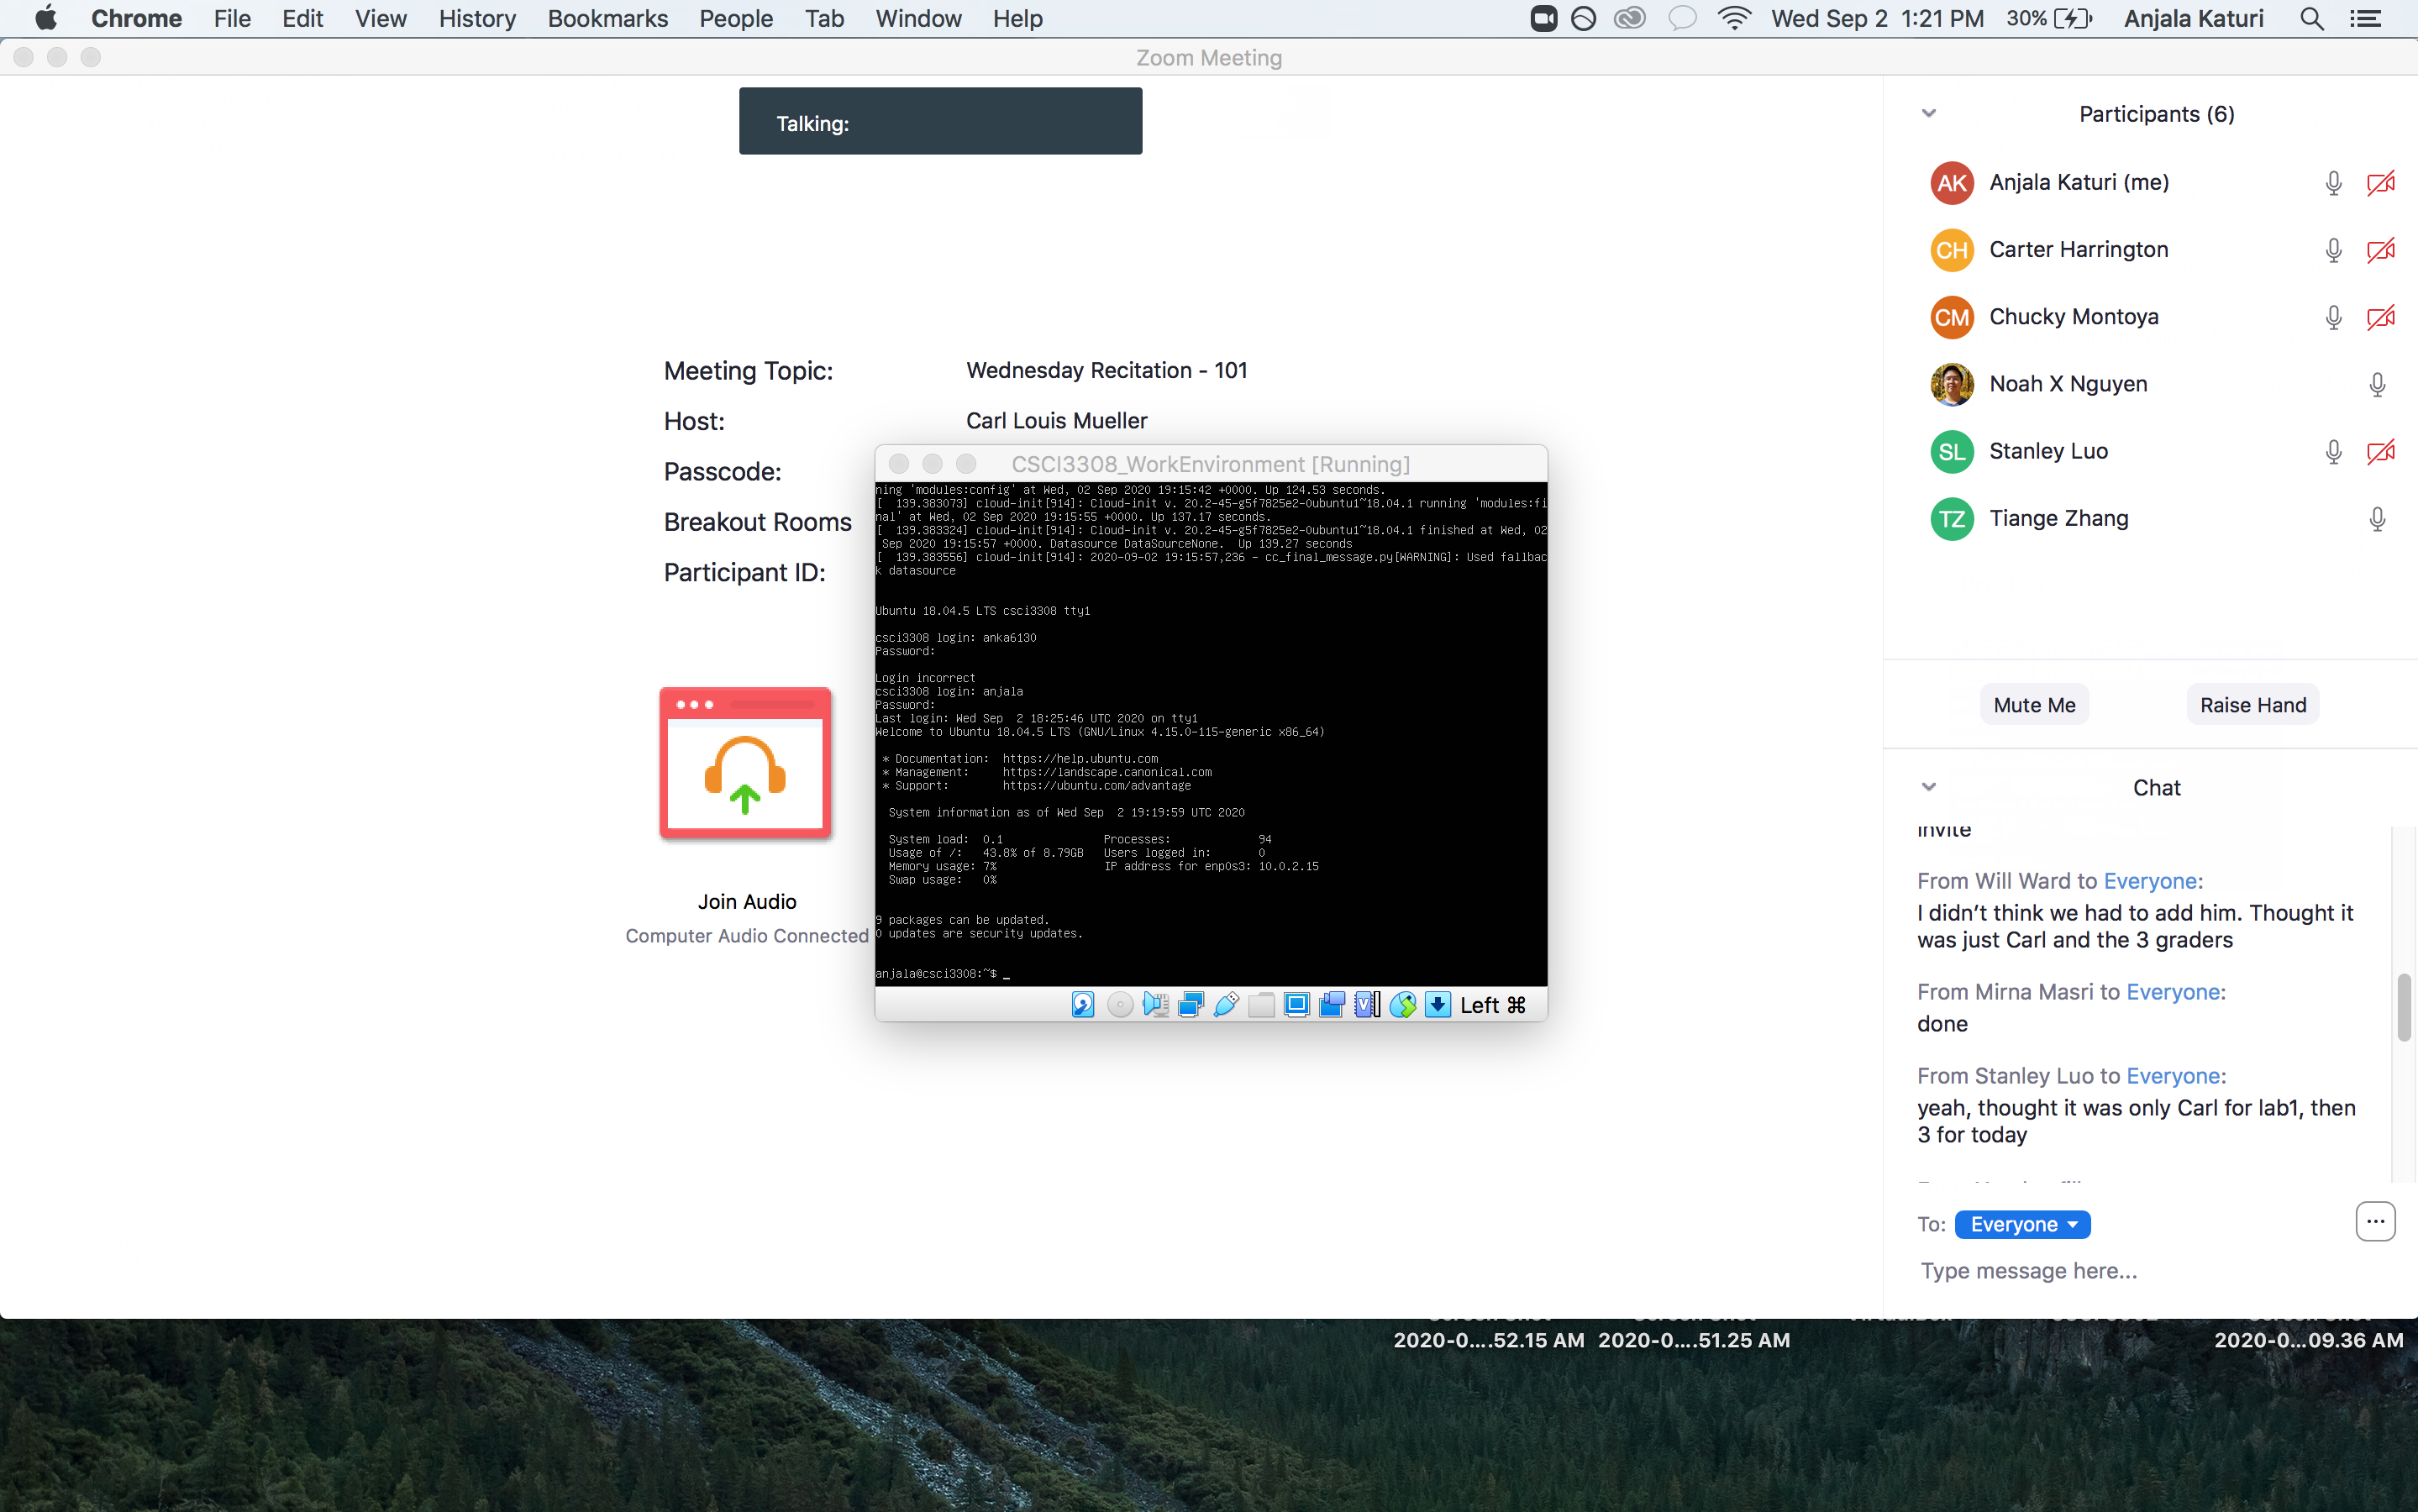 Chrome File Edit View History Bookmarks People Tab Window Help Wed Sep 2 1:21 PM 30% Anjala Katuri
Zoom Meeting
Talking:
Meeting Topic: Wednesday Recitation - 101
Host: Carl Louis Mueller
Passcode:
Breakout Rooms
Participant ID:
Join Audio
Computer Audio Connected
CSCI3308_WorkEnvironment [Running]
ning 'modules:config' at Wed, 02 Sep 2020 19:15:42 +0000. Up 124.53 seconds.
[  139.383073] cloud-init[914]: Cloud-init v. 20.2-45-g5f7825e2-0ubuntu1~18.04.1 running 'modules:fi
nal' at Wed, 02 Sep 2020 19:15:55 +0000. Up 137.17 seconds.
[  139.383324] cloud-init[914]: Cloud-init v. 20.2-45-g5f7825e2-0ubuntu1~18.04.1 finished at Wed, 02
Sep 2020 19:15:57 +0000. Datasource DataSourceNone.  Up 139.27 seconds
[  139.383556] cloud-init[914]: 2020-09-02 19:15:57,236 - cc_final_message.py[WARNING]: Used fallbac
k datasource
Ubuntu 18.04.5 LTS csci3308 tty1
csci3308 login: anka6130
Password:
Login incorrect
csci3308 login: anjala
Password:
Last login: Wed Sep  2 18:25:46 UTC 2020 on tty1
Welcome to Ubuntu 18.04.5 LTS (GNU/Linux 4.15.0-115-generic x86_64)
* Documentation:  https://help.ubuntu.com
* Management:     https://landscape.canonical.com
* Support:        https://ubuntu.com/advantage
System information as of Wed Sep  2 19:19:59 UTC 2020
System load:  0.1               Processes:             94
Usage of /:   43.8% of 8.79GB   Users logged in:       0
Memory usage: 7%                IP address for enp0s3: 10.0.2.15
Swap usage:   0%
9 packages can be updated.
0 updates are security updates.
anjala@csci3308:~$ _
Left ⌘
Participants (6)
AK Anjala Katuri (me)
CH Carter Harrington
CM Chucky Montoya
Noah X Nguyen
SL Stanley Luo
TZ Tiange Zhang
Mute Me Raise Hand
Chat
invite
From Will Ward to Everyone:
I didn't think we had to add him. Thought it
was just Carl and the 3 graders
From Mirna Masri to Everyone:
done
From Stanley Luo to Everyone:
yeah, thought it was only Carl for lab1, then
3 for today
To: Everyone
Type message here...
2020-0....52.15 AM 2020-0....51.25 AM 2020-0...09.36 AM